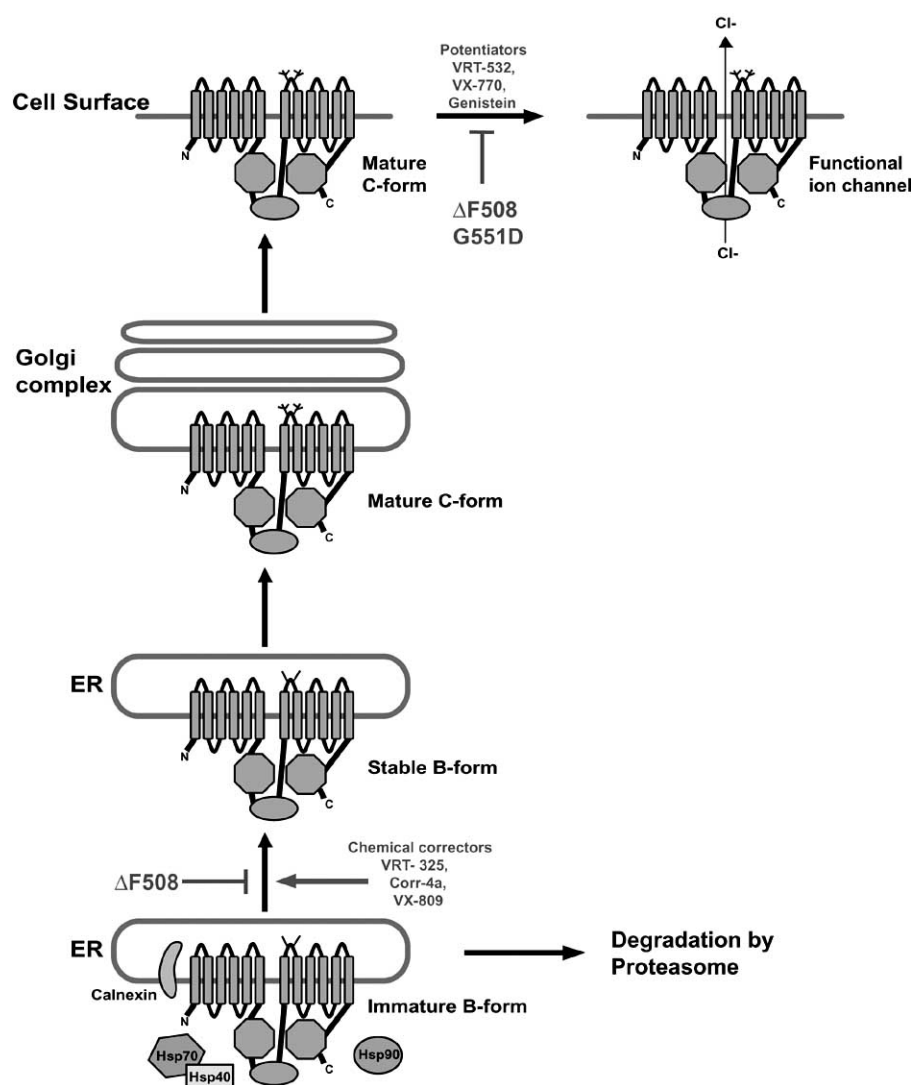 Cl-
Potentiators
VRT-532,
VX-770,
Genistein
Cell Surface
N
Mature
C-form
C
ΔF508
G551D
N
Functional
ion channel
C
Cl-
Golgi
complex
N
Mature C-form
C
ER
N
Stable B-form
C
Chemical correctors
VRT- 325,
Corr-4a,
VX-809
ΔF508
ER
Degradation by
Proteasome
Calnexin
Immature B-form
N
C
Hsp70
Hsp40
Hsp90